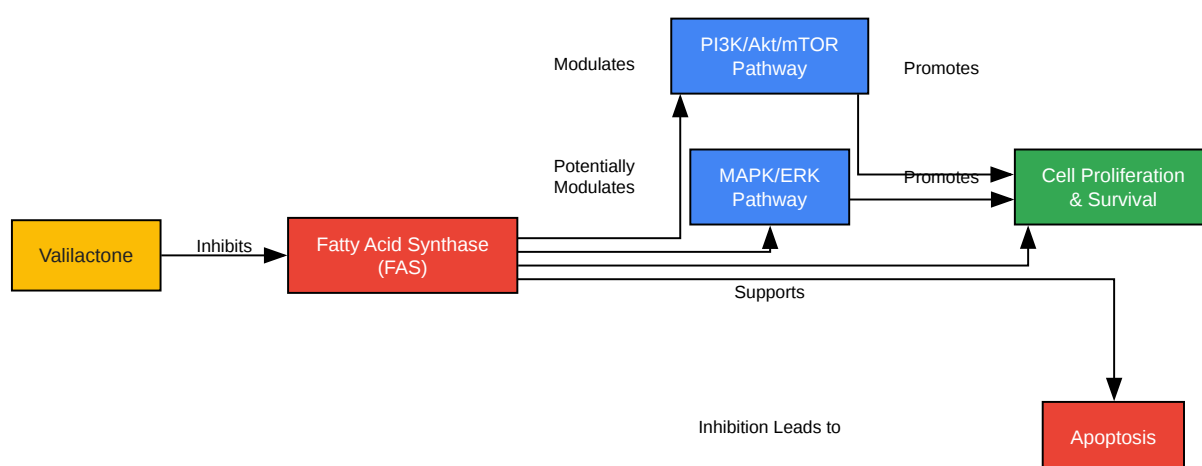 PI3K/Akt/mTOR
Pathway
Modulates
Promotes
Potentially
Modulates
MAPK/ERK
Pathway
Promotes
Cell Proliferation
& Survival
Valilactone
Inhibits
Fatty Acid Synthase
(FAS)
Supports
Inhibition Leads to
Apoptosis